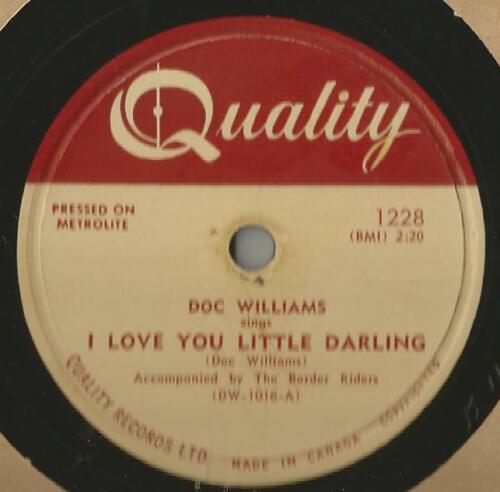 Quality
PRESSED ON
METROLITE
1228
(BMI) 2:20
DOC WILLIAMS
sings
I LOVE YOU LITTLE DARLING
(Doc Williams)
Accompanied by The Border Riders
(DW-1016-A)
QUALITY RECORDS LTD. MADE IN CANADA COPYRIGHTED